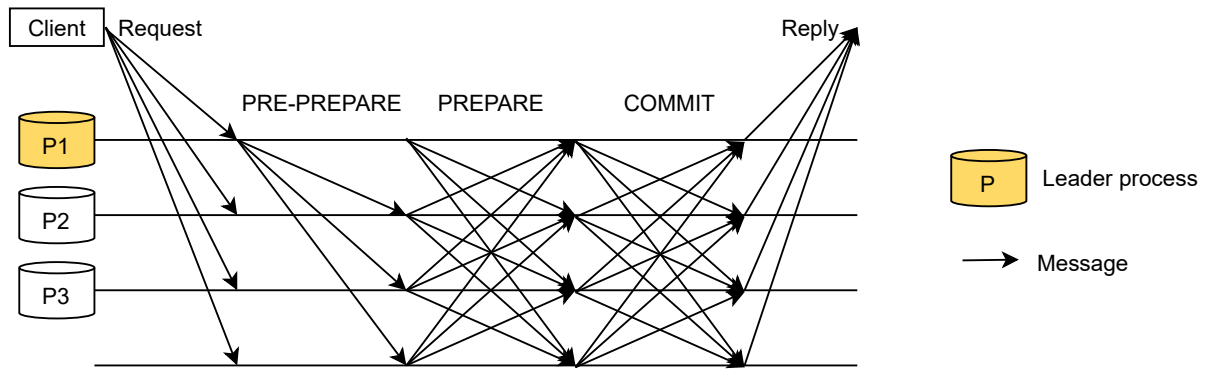 Client
Request
Reply
PRE-PREPARE
PREPARE
COMMIT
P1
P2
P3
P
Leader process
Message